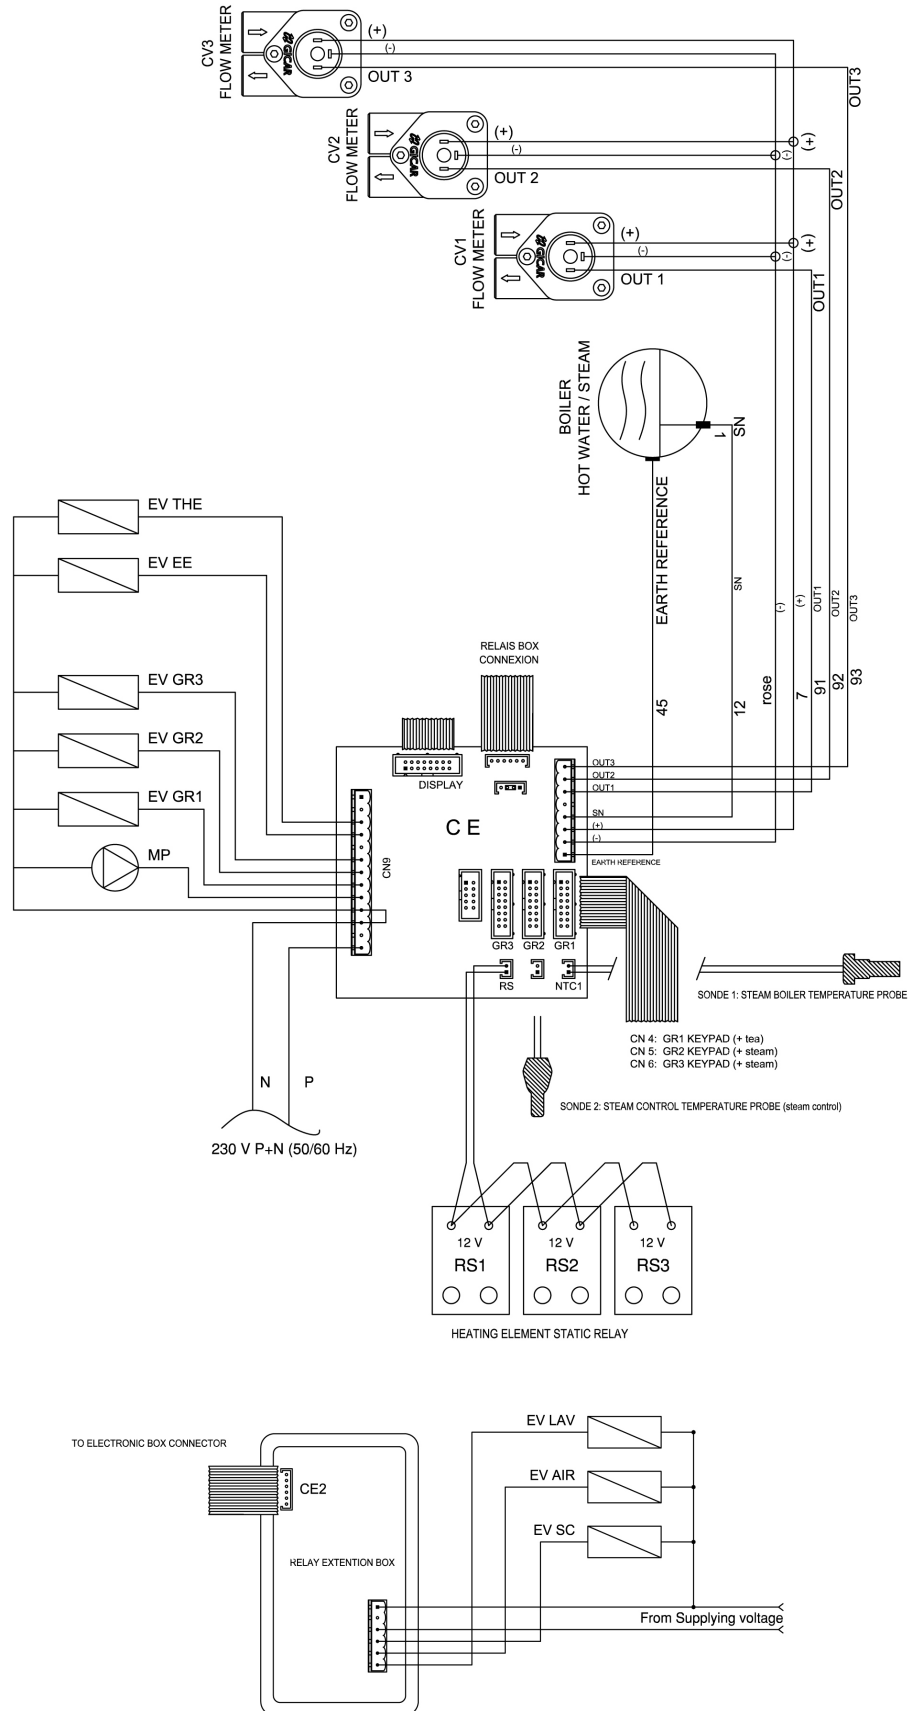 CV3
FLOW METER
GICAR
(+)
(-)
OUT 3
OUT3
CV2
FLOW METER
GICAR
(+)
(-)
OUT 2
(+)
(-)
OUT2
CV1
FLOW METER
GICAR
(+)
(-)
OUT 1
(+)
(-)
OUT1
BOILER
HOT WATER / STEAM
1
SN
EARTH REFERENCE
45
SN
12
(-)
rose
(+)
7
OUT1
91
OUT2
92
OUT3
93
EV THE
EV EE
EV GR3
EV GR2
EV GR1
MP
RELAIS BOX
CONNEXION
DISPLAY
CE
CN9
OUT3
OUT2
OUT1
SN
(+)
(-)
EARTH REFERENCE
GR3
GR2
GR1
RS
NTC1
SONDE 1: STEAM BOILER TEMPERATURE PROBE
CN 4: GR1 KEYPAD (+ tea)
CN 5: GR2 KEYPAD (+ steam)
CN 6: GR3 KEYPAD (+ steam)
SONDE 2: STEAM CONTROL TEMPERATURE PROBE (steam control)
N
P
230 V P+N (50/60 Hz)
12 V
RS1
12 V
RS2
12 V
RS3
HEATING ELEMENT STATIC RELAY
TO ELECTRONIC BOX CONNECTOR
CE2
RELAY EXTENTION BOX
EV LAV
EV AIR
EV SC
From Supplying voltage